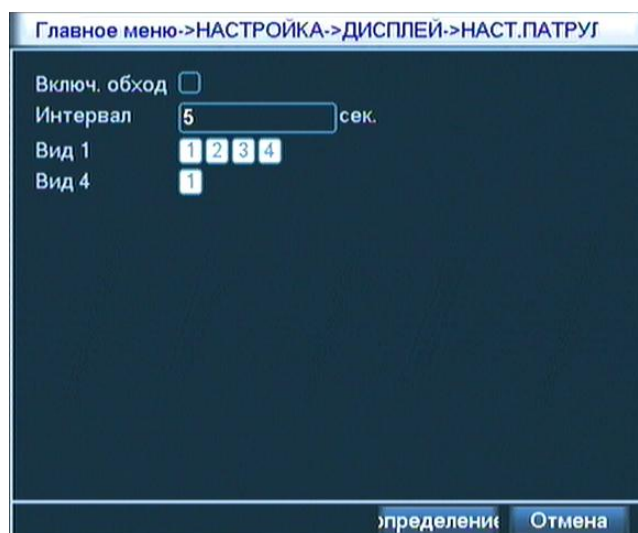 Главное меню->НАСТРОЙКА->ДИСПЛЕЙ->НАСТ.ПАТРУЛ
Включ. обход
Интервал 5 сек.
Вид 1 1 2 3 4
Вид 4 1
определение Отмена